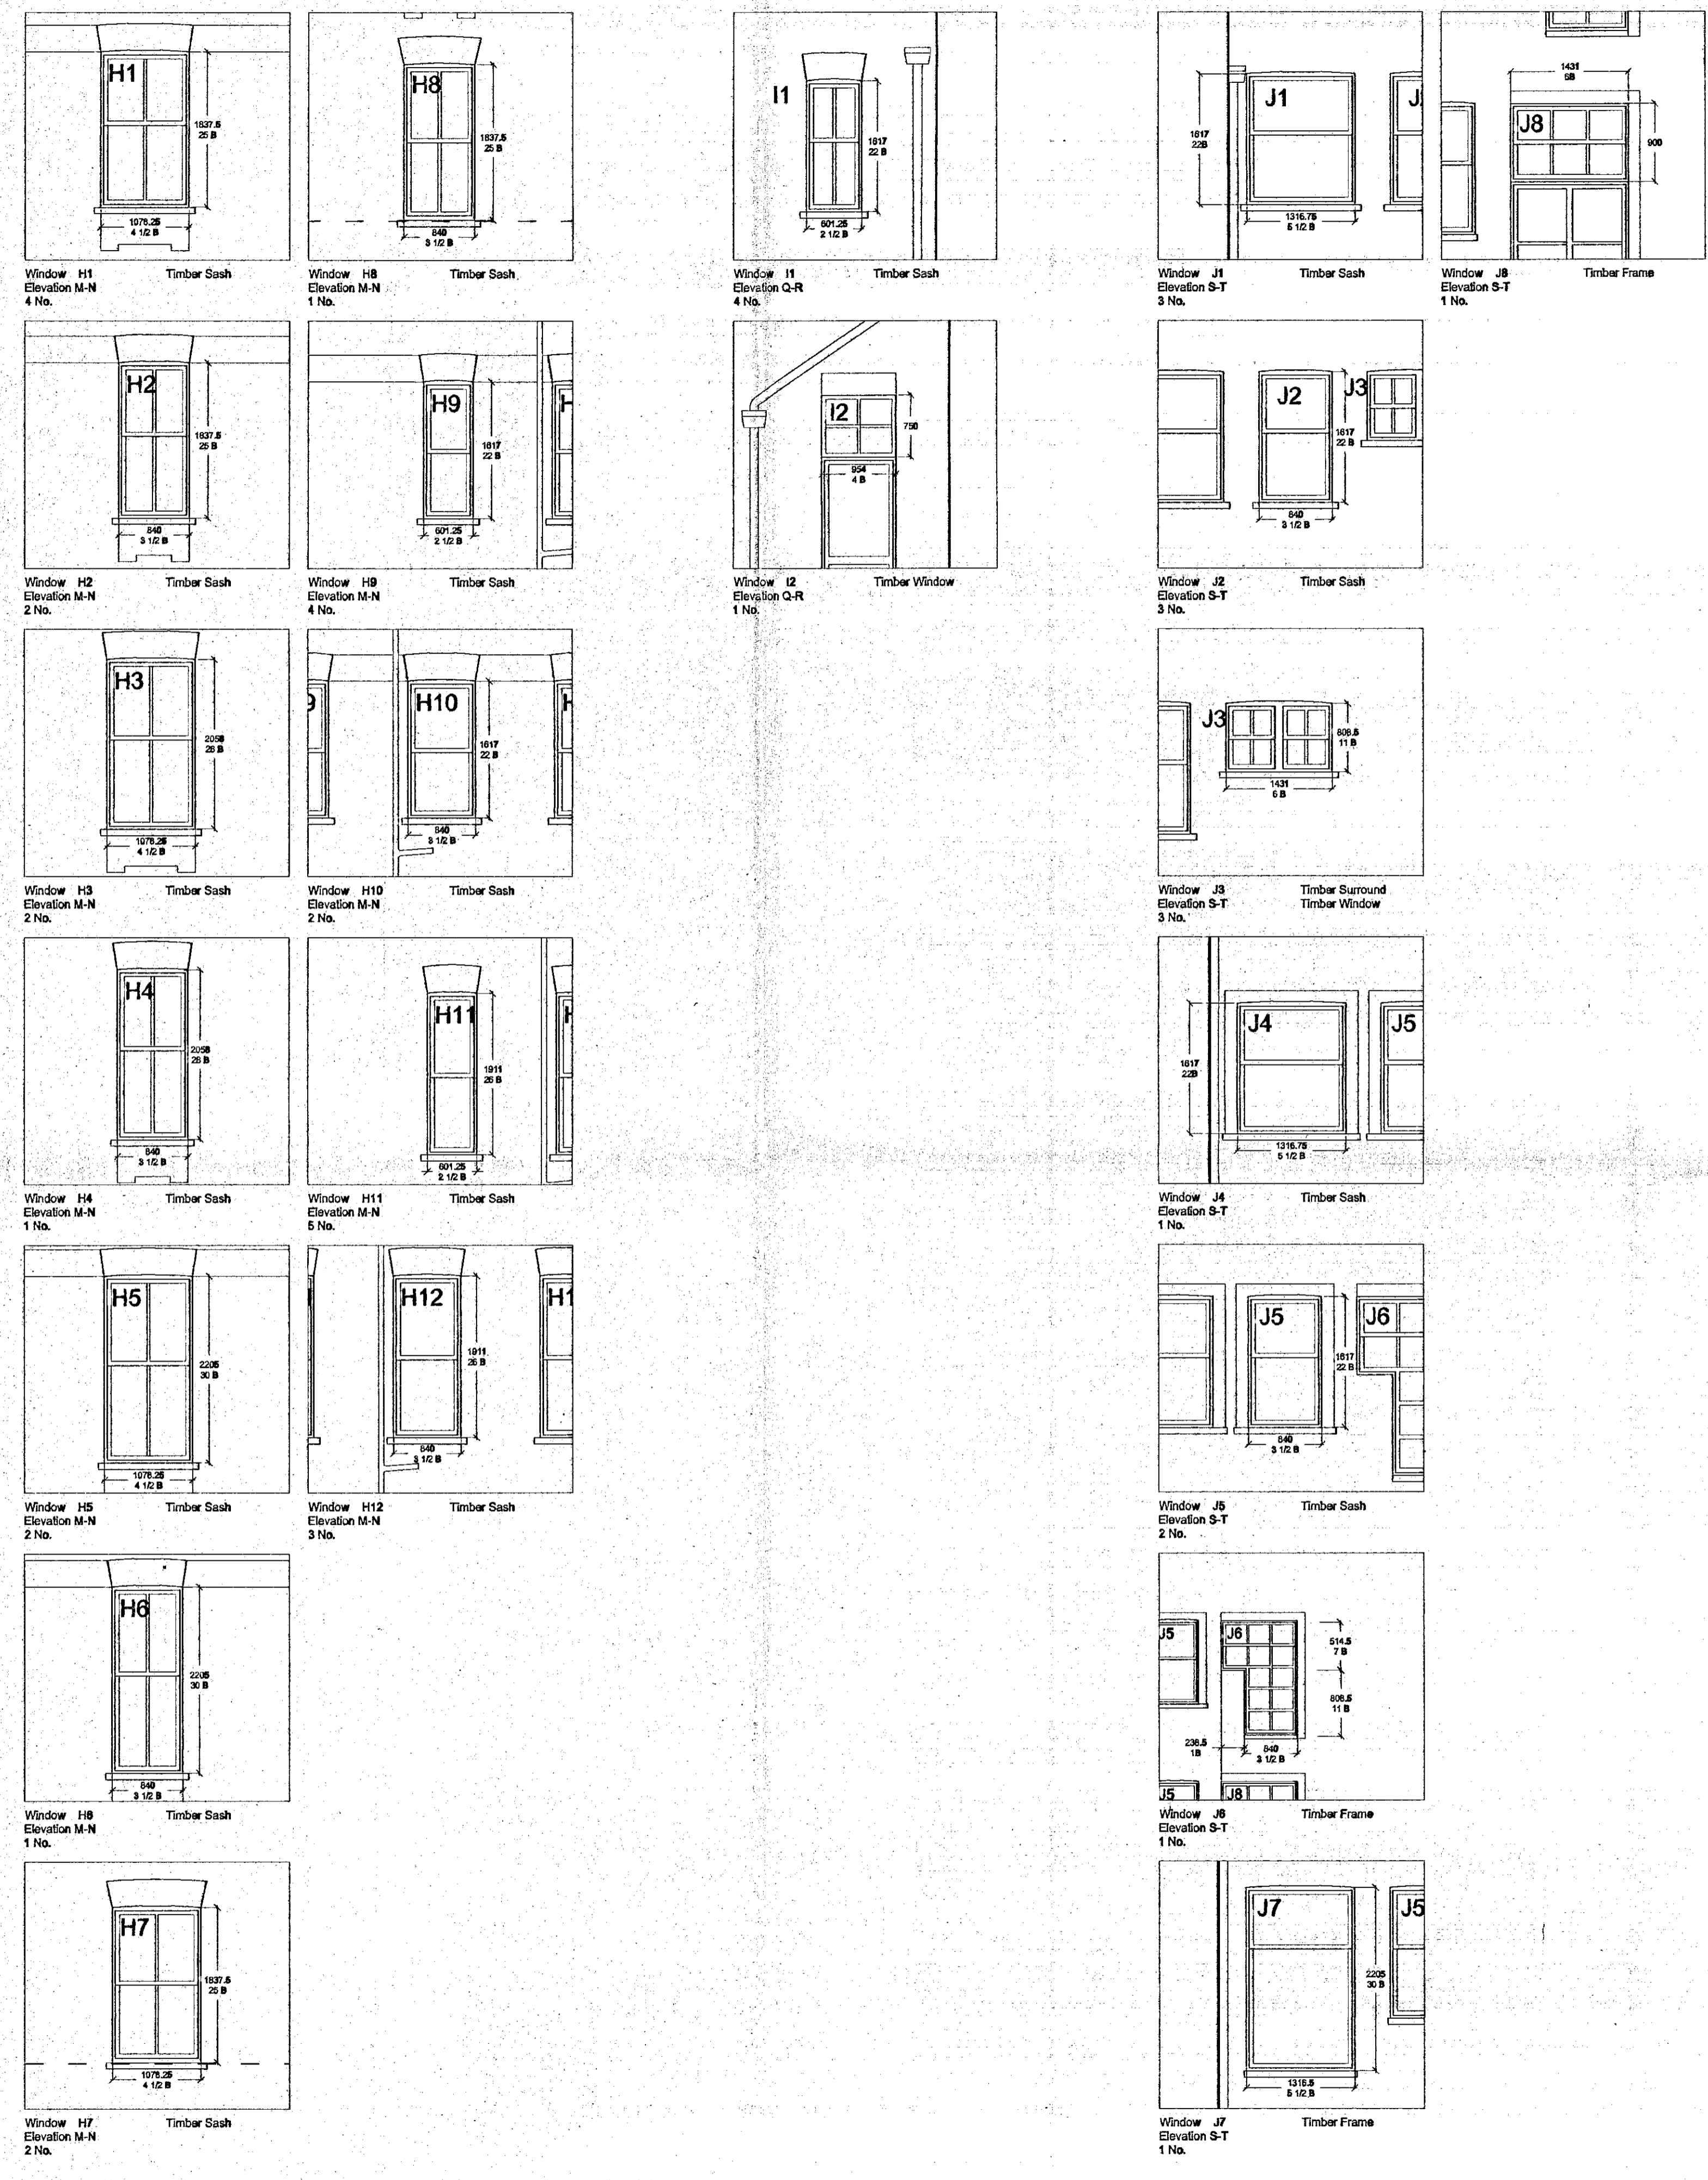 H1
1837.5
25 B
1078.25
4 1/2 B
Window H1 Timber Sash
Elevation M-N
4 No.
H8
1837.5
25 B
840
3 1/2 B
Window H8 Timber Sash
Elevation M-N
1 No.
I1
1617
22 B
601.25
2 1/2 B
Window I1 Timber Sash
Elevation Q-R
4 No.
J1
J
1617
22B
1316.75
5 1/2 B
Window J1 Timber Sash
Elevation S-T
3 No.
1431
6B
J8
900
Window J8 Timber Frame
Elevation S-T
1 No.
H2
1837.5
25 B
840
3 1/2 B
Window H2 Timber Sash
Elevation M-N
2 No.
H9
H
1617
22 B
601.25
2 1/2 B
Window H9 Timber Sash
Elevation M-N
4 No.
I2
750
954
4 B
Window I2 Timber Window
Elevation Q-R
1 No.
J2
J3
1617
22 B
840
3 1/2 B
Window J2 Timber Sash
Elevation S-T
3 No.
H3
2058
28 B
1078.25
4 1/2 B
Window H3 Timber Sash
Elevation M-N
2 No.
9
H10
H
1617
22 B
840
3 1/2 B
Window H10 Timber Sash
Elevation M-N
2 No.
J3
808.5
11 B
1431
6 B
Window J3 Timber Surround
Elevation S-T Timber Window
3 No.
H4
2058
28 B
840
3 1/2 B
Window H4 Timber Sash
Elevation M-N
1 No.
H11
H
1911
26 B
601.25
2 1/2 B
Window H11 Timber Sash
Elevation M-N
5 No.
J4
J5
1617
22B
1316.75
5 1/2 B
Window J4 Timber Sash
Elevation S-T
1 No.
H5
2205
30 B
1078.25
4 1/2 B
Window H5 Timber Sash
Elevation M-N
2 No.
H12
H1
1911
26 B
840
3 1/2 B
Window H12 Timber Sash
Elevation M-N
3 No.
J5
J6
1617
22 B
840
3 1/2 B
Window J5 Timber Sash
Elevation S-T
2 No.
H6
2205
30 B
840
3 1/2 B
Window H6 Timber Sash
Elevation M-N
1 No.
J5
J6
514.5
7 B
808.5
11 B
238.5
1B
840
3 1/2 B
J5
J8
Window J6 Timber Frame
Elevation S-T
1 No.
H7
1837.5
25 B
1078.25
4 1/2 B
Window H7 Timber Sash
Elevation M-N
2 No.
J7
J5
2205
30 B
1316.5
5 1/2 B
Window J7 Timber Frame
Elevation S-T
1 No.